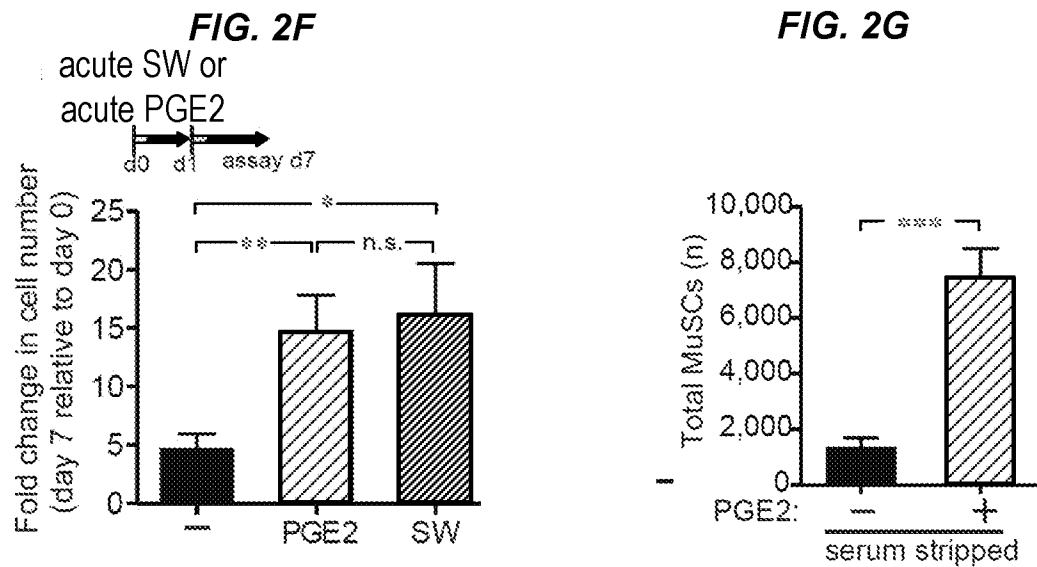 FIG. 2F
acute SW or
acute PGE2
d0 d1 assay d7
Fold change in cell number
(day 7 relative to day 0)
25
20
15
10
5
0
*
** n.s.
– PGE2 SW
FIG. 2G
Total MuSCs (n)
10,000
8,000
6,000
4,000
2,000
0
***
PGE2: – +
serum stripped